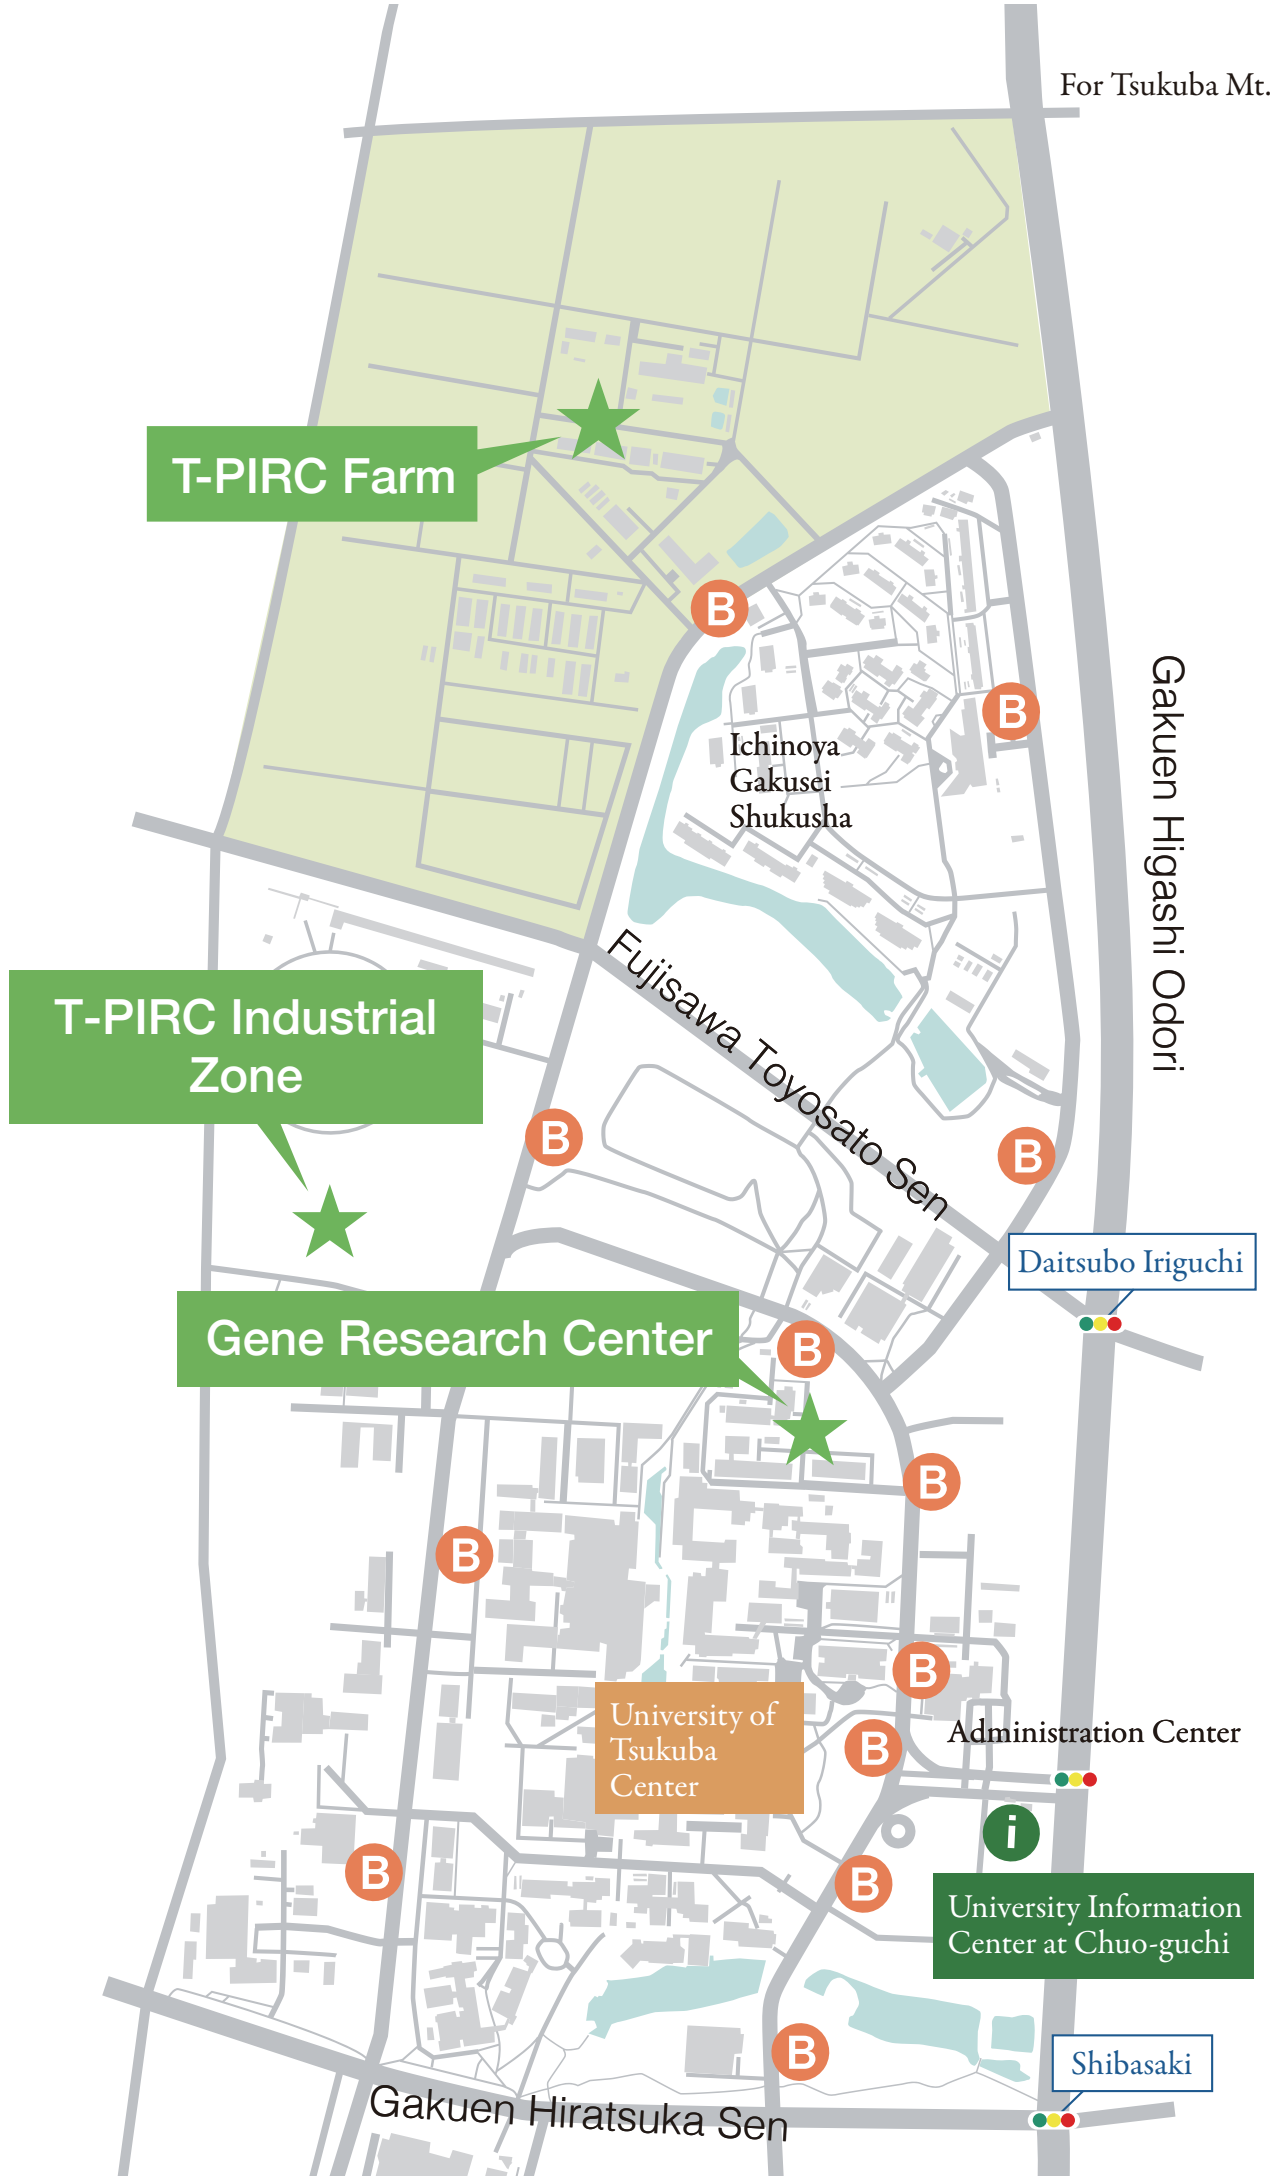 For Tsukuba Mt.
T-PIRC Farm
B
B
Gakuen Higashi Odori
Ichinoya
Gakusei
Shukusha
Fujisawa Toyosato Sen
T-PIRC Industrial
Zone
B
B
Daitsubo Iriguchi
Gene Research Center
B
B
B
B
University of
Tsukuba
Center
Administration Center
B
i
B
B
University Information
Center at Chuo-guchi
B
Shibasaki
Gakuen Hiratsuka Sen